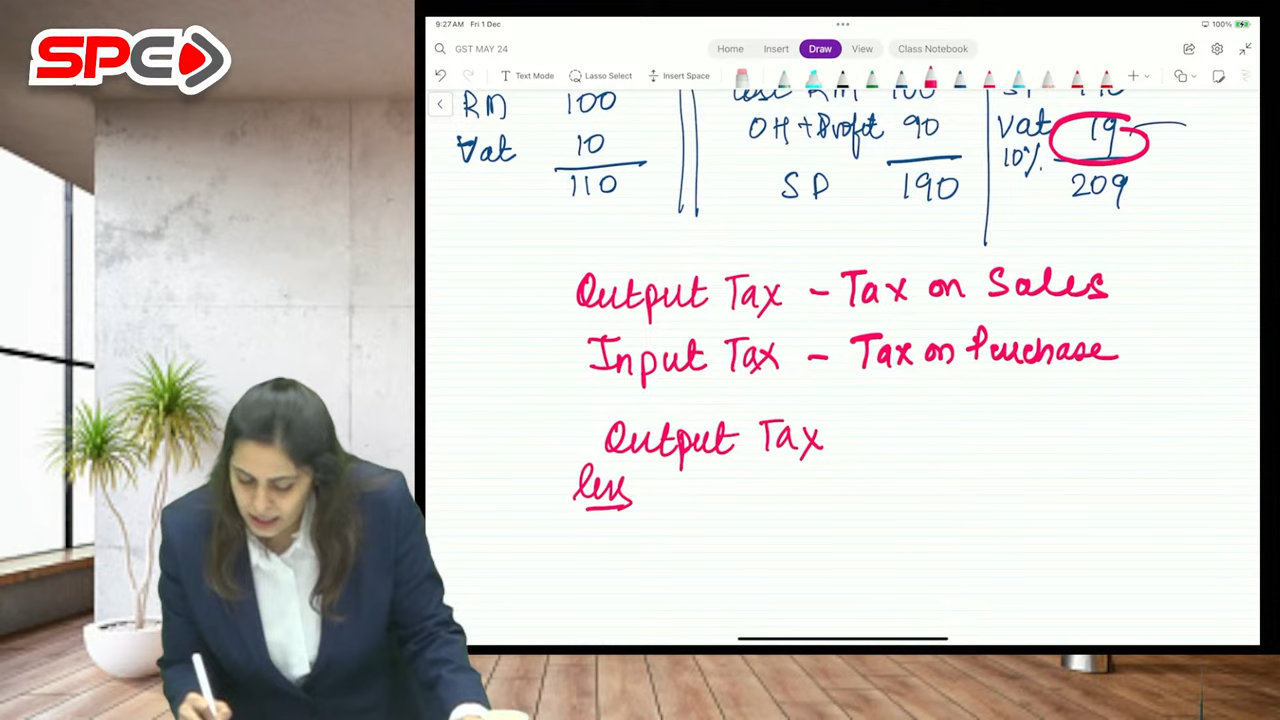 SPE
9:27 AM Fri 1 Dec
100%
GST MAY 24
Home Insert Draw View Class Notebook
Text Mode Lasso Select Insert Space
RM 100
Vat 10
110
RM 100
OH + Profit 90
SP 190
Vat 19
10%
209
Output Tax - Tax on Sales
Input Tax - Tax on Purchase
Output Tax
less